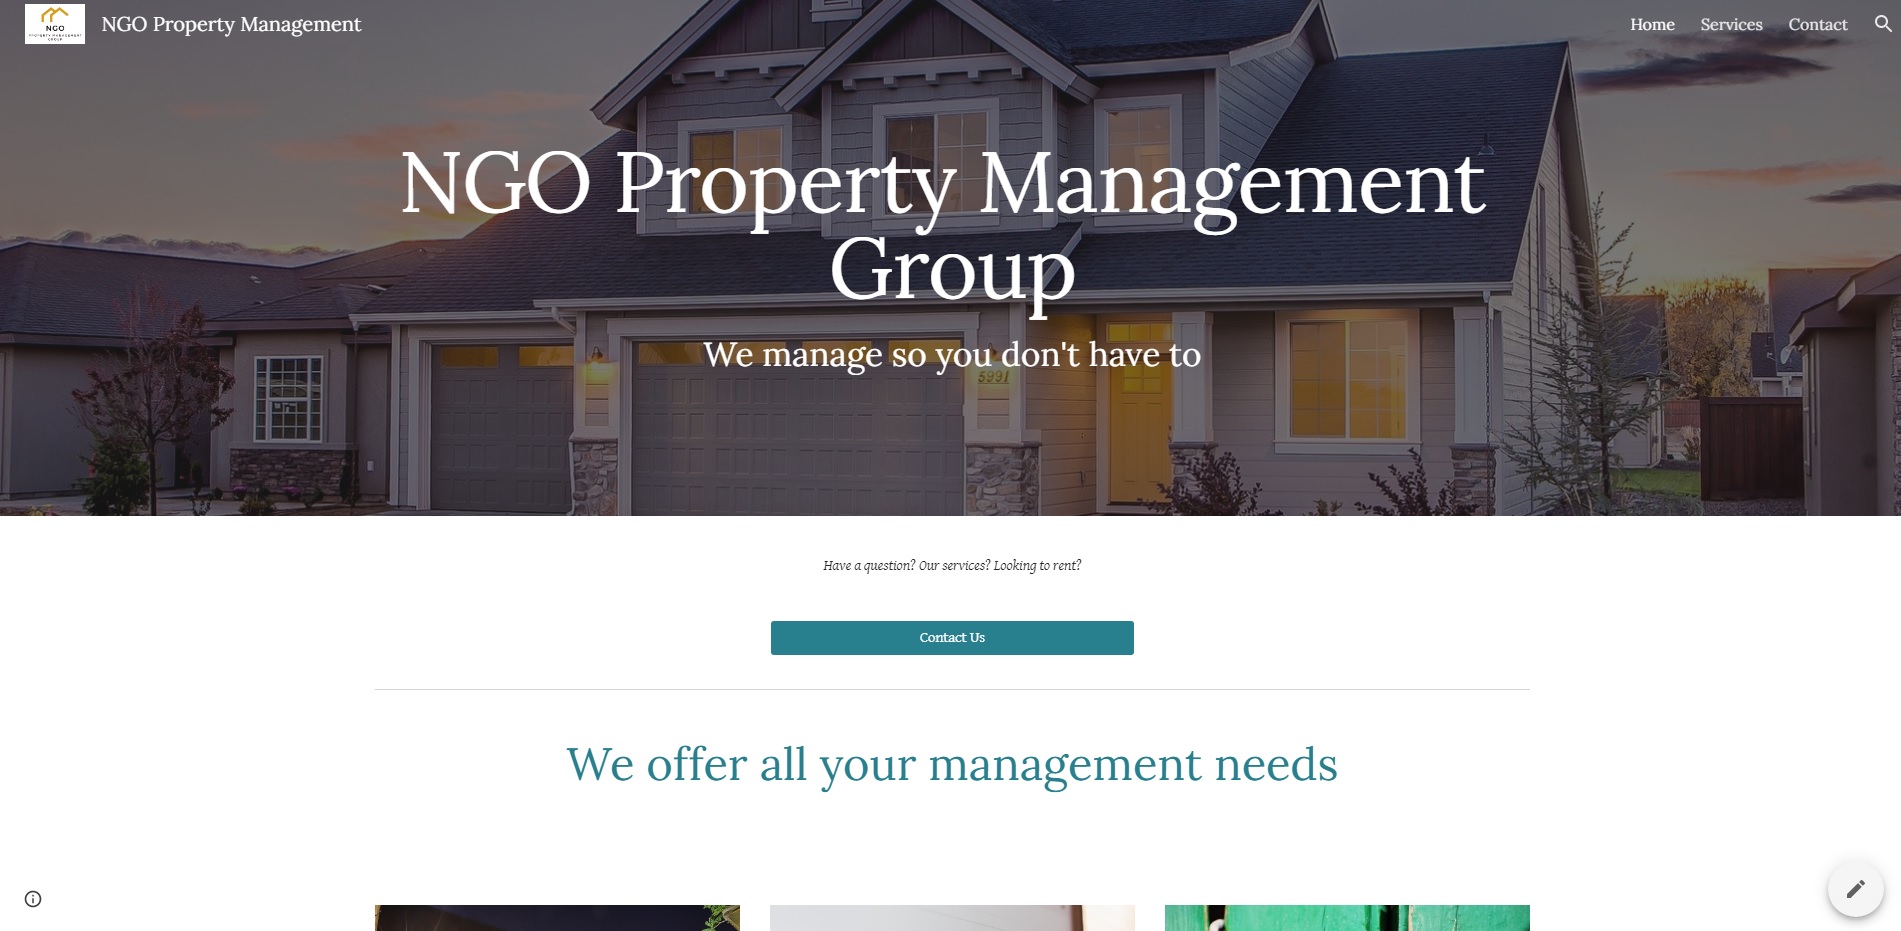 NGO
PROPERTY MANAGEMENT
GROUP
NGO Property Management
Home Services Contact
NGO Property Management
Group
We manage so you don't have to
5991
Have a question? Our services? Looking to rent?
Contact Us
We offer all your management needs